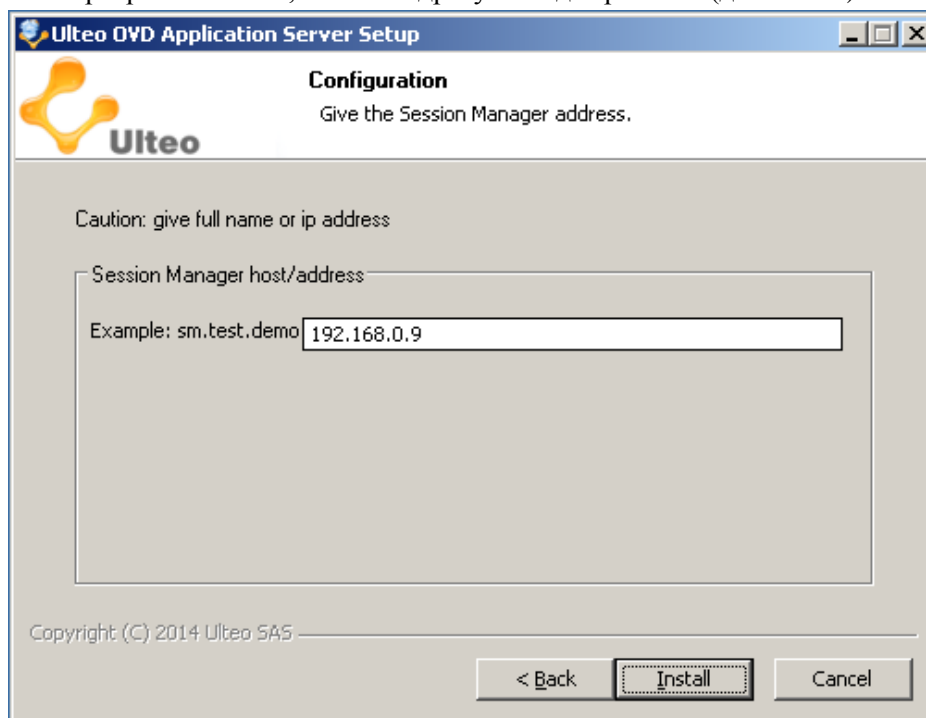 Ulteo OVD Application Server Setup
Configuration
Give the Session Manager address.
Ulteo
Caution: give full name or ip address
Session Manager host/address
Example: sm.test.demo 192.168.0.9
Copyright (C) 2014 Ulteo SAS
< Back Install Cancel